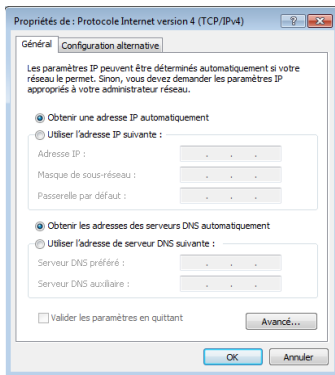 Propriétés de : Protocole Internet version 4 (TCP/IPv4)
Général
Configuration alternative
Les paramètres IP peuvent être déterminés automatiquement si votre
réseau le permet. Sinon, vous devez demander les paramètres IP
appropriés à votre administrateur réseau.
Obtenir une adresse IP automatiquement
Utiliser l'adresse IP suivante :
Adresse IP :
Masque de sous-réseau :
Passerelle par défaut :
Obtenir les adresses des serveurs DNS automatiquement
Utiliser l'adresse de serveur DNS suivante :
Serveur DNS préféré :
Serveur DNS auxiliaire :
Valider les paramètres en quittant
Avancé...
OK
Annuler